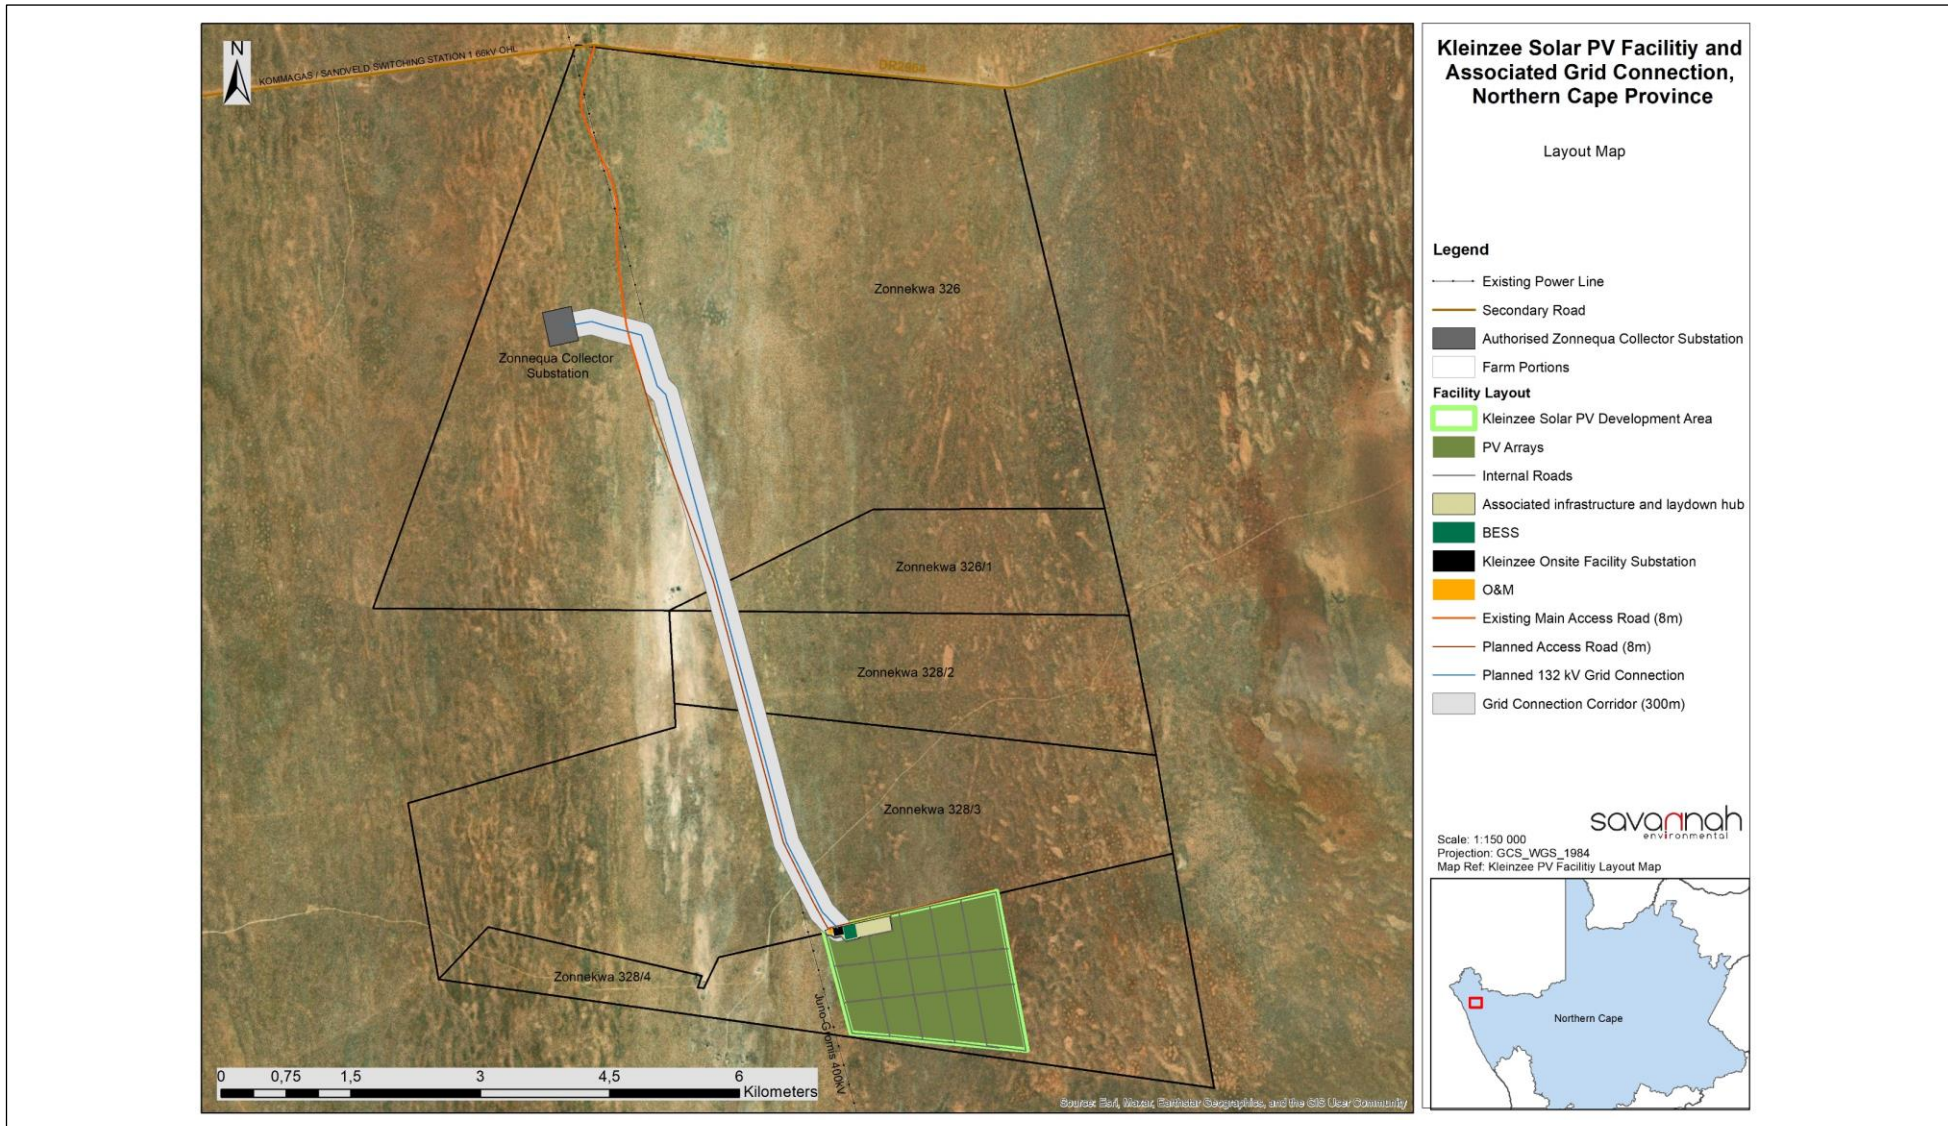 N
KOMMAGAS / SANDVELD SWITCHING STATION 1 66kV OHL
Zonnekwa 326
Zonnequa Collector
Substation
Zonnekwa 326/1
Zonnekwa 328/2
Zonnekwa 328/3
Zonnekwa 328/4
Juno-Gromis 400kV
0 0,75 1,5 3 4,5 6
Kilometers
Source: Esri, Maxar, Earthstar Geographics, and the GIS User Community
Kleinzee Solar PV Facilitiy and
Associated Grid Connection,
Northern Cape Province
Layout Map
Legend
Existing Power Line
Secondary Road
Authorised Zonnequa Collector Substation
Farm Portions
Facility Layout
Kleinzee Solar PV Development Area
PV Arrays
Internal Roads
Associated infrastructure and laydown hub
BESS
Kleinzee Onsite Facility Substation
O&M
Existing Main Access Road (8m)
Planned Access Road (8m)
Planned 132 kV Grid Connection
Grid Connection Corridor (300m)
savannah
environmental
Scale: 1:150 000
Projection: GCS_WGS_1984
Map Ref: Kleinzee PV Facilitiy Layout Map
Northern Cape